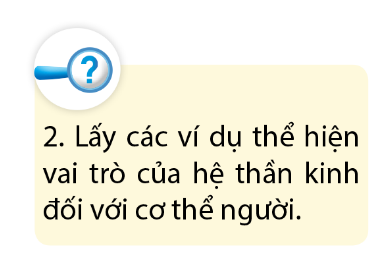 ?
2. Lấy các ví dụ thể hiện
vai trò của hệ thần kinh
đối với cơ thể người.